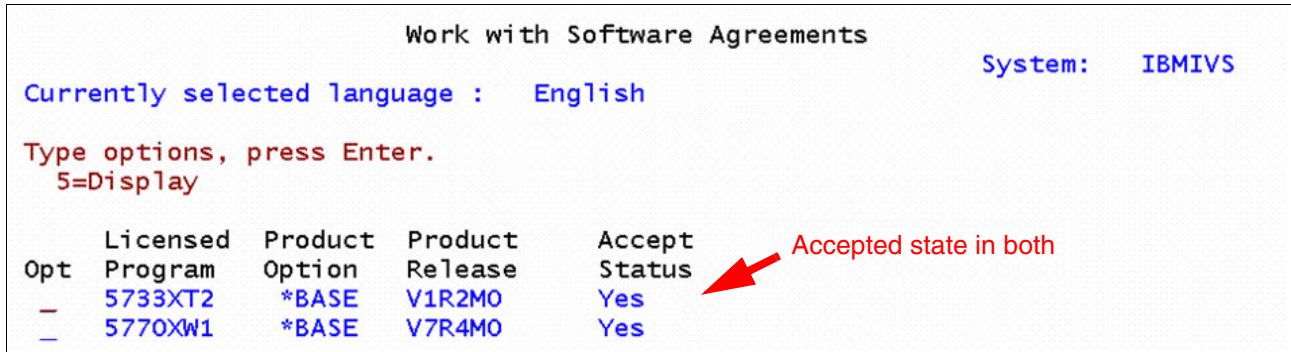 Work with Software Agreements
System: IBMIVS
Currently selected language : English
Type options, press Enter.
5=Display
Licensed Product Product Accept
Opt Program Option Release Status
Accepted state in both
_ 5733XT2 *BASE V1R2M0 Yes
_ 5770XW1 *BASE V7R4M0 Yes